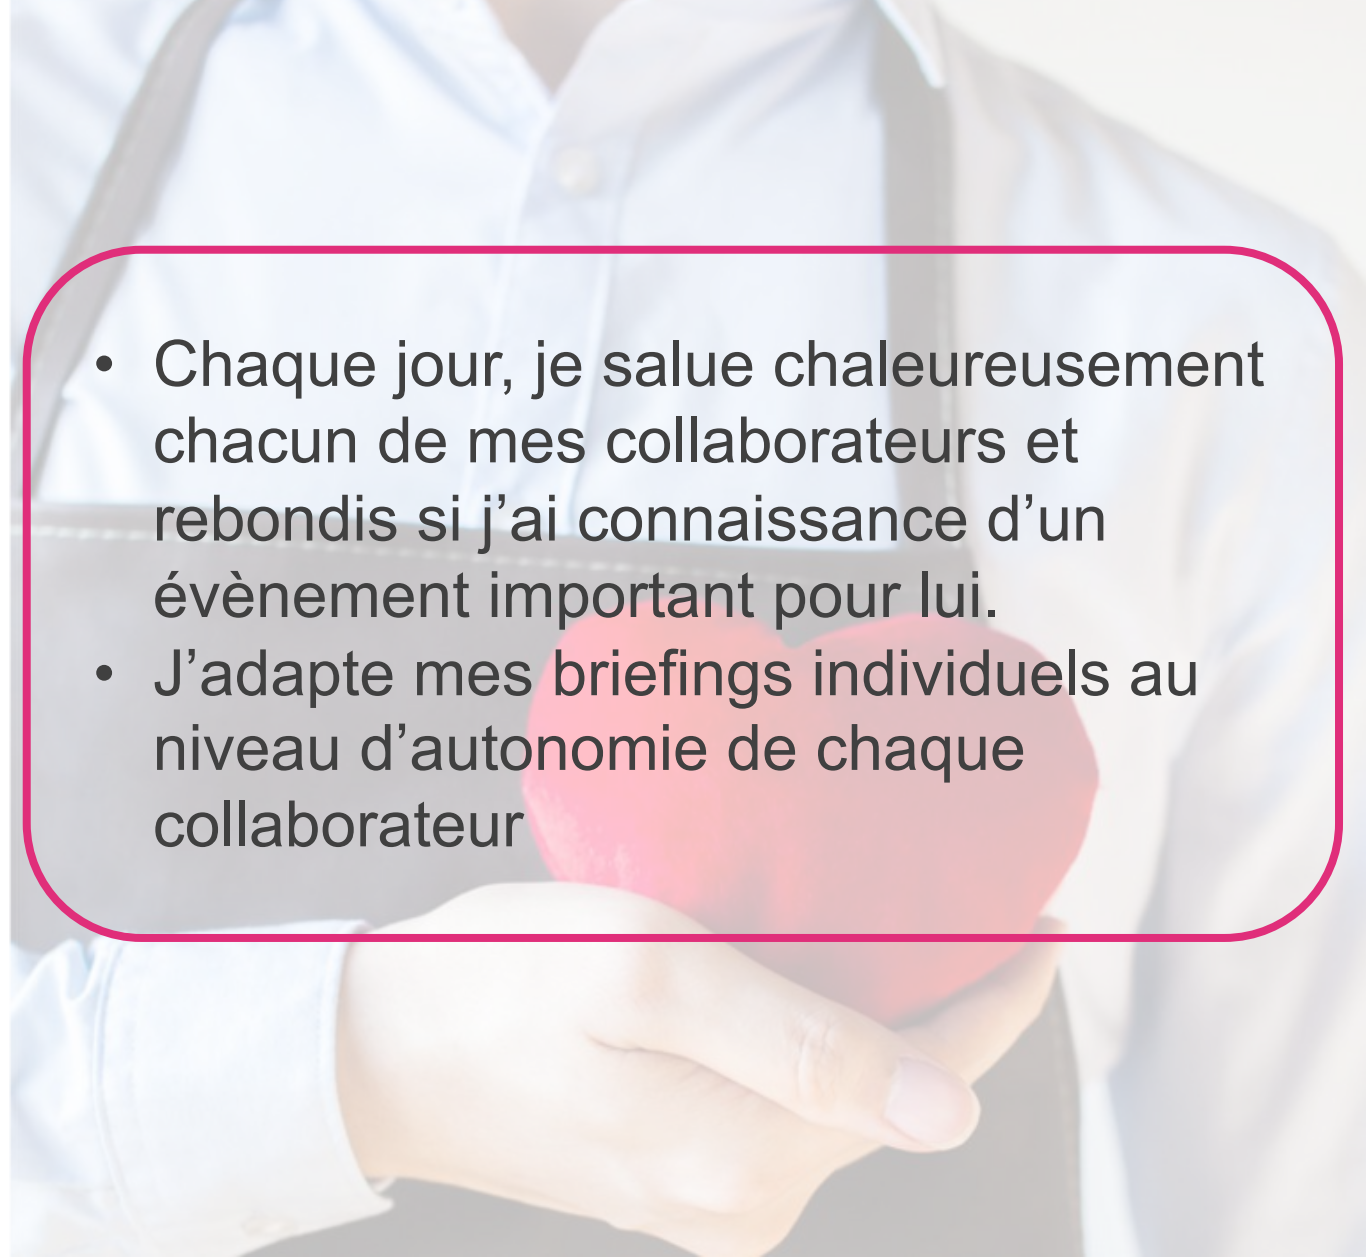 • Chaque jour, je salue chaleureusement
chacun de mes collaborateurs et
rebondis si j’ai connaissance d’un
évènement important pour lui.
• J’adapte mes briefings individuels au
niveau d’autonomie de chaque
collaborateur